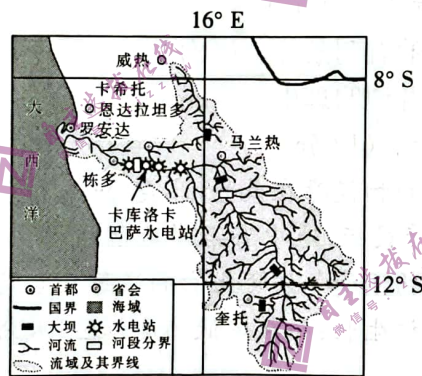 16° E
威热
8° S
卡希托
恩达拉坦多
大西洋
罗安达
马兰热
栋多
卡库洛卡
巴萨水电站
12° S
奎托
首都 省会
国界 海域
大坝 水电站
河流 河段分界
流域及其界线